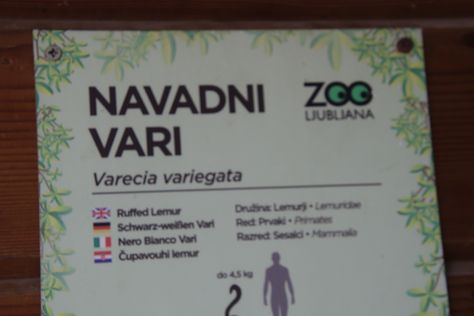 NAVADNI
VARI
ZOO
LJUBLJANA
Varecia variegata
Ruffed Lemur
Schwarz-weißen Vari
Nero Bianco Vari
Čupavouhi lemur
Družina: Lemurji • Lemuridae
Red: Prvaki • Primates
Razred: Sesalci • Mammalia
do 4,5 kg